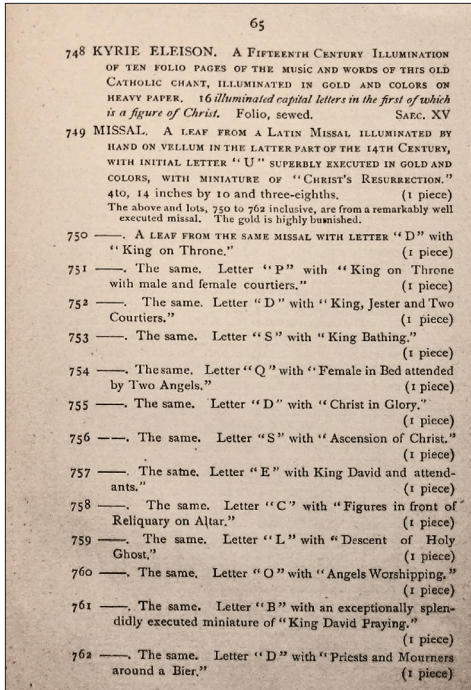 65
748 KYRIE ELEISON. A FIFTEENTH CENTURY ILLUMINATION
OF TEN FOLIO PAGES OF THE MUSIC AND WORDS OF THIS OLD
CATHOLIC CHANT, ILLUMINATED IN GOLD AND COLORS ON
HEAVY PAPER. 16 illuminated capital letters in the first of which
is a figure of Christ. Folio, sewed. SAEC. XV
749 MISSAL. A LEAF FROM A LATIN MISSAL ILLUMINATED BY
HAND ON VELLUM IN THE LATTER PART OF THE 14TH CENTURY,
WITH INITIAL LETTER "U" SUPERBLY EXECUTED IN GOLD AND
COLORS, WITH MINIATURE OF "CHRIST'S RESURRECTION."
4to, 14 inches by 10 and three-eighths. (1 piece)
The above and lots, 750 to 762 inclusive, are from a remarkably well
executed missal. The gold is highly burnished.
750 ——. A LEAF FROM THE SAME MISSAL WITH LETTER "D" with
"King on Throne." (1 piece)
751 ——. The same. Letter "P" with "King on Throne
with male and female courtiers." (1 piece)
752 ——. The same. Letter "D" with "King, Jester and Two
Courtiers." (1 piece)
753 ——. The same. Letter "S" with "King Bathing."
(1 piece)
754 ——. The same. Letter "Q" with "Female in Bed attended
by Two Angels." (1 piece)
755 ——. The same. Letter "D" with "Christ in Glory."
(1 piece)
756 ——. The same. Letter "S" with "Ascension of Christ."
(1 piece)
757 ——. The same. Letter "E" with King David and attend-
ants." (1 piece)
758 ——. The same. Letter "C" with "Figures in front of
Reliquary on Altar." (1 piece)
759 ——. The same. Letter "L" with "Descent of Holy
Ghost." (1 piece)
760 ——. The same. Letter "O" with "Angels Worshipping."
(1 piece)
761 ——. The same. Letter "B" with an exceptionally splen-
didly executed miniature of "King David Praying."
(1 piece)
762 ——. The same. Letter "D" with "Priests and Mourners
around a Bier." (1 piece)